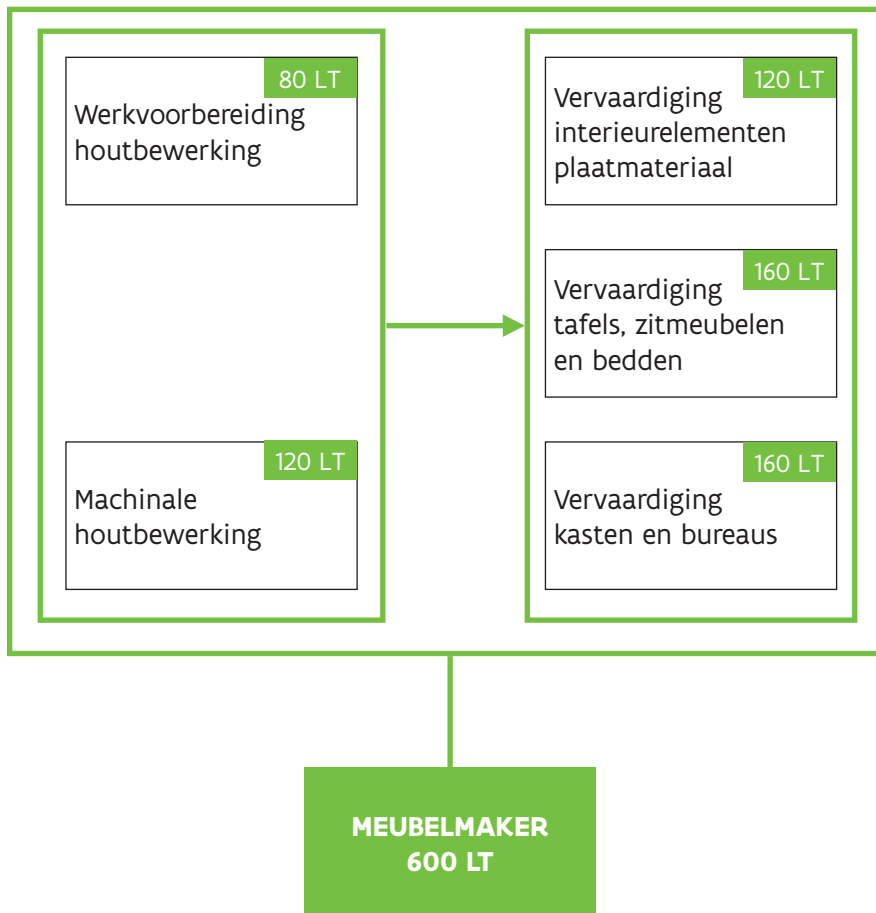 80 LT
Werkvoorbereiding
houtbewerking
120 LT
Machinale
houtbewerking
120 LT
Vervaardiging
interieurelementen
plaatmateriaal
160 LT
Vervaardiging
tafels, zitmeubelen
en bedden
160 LT
Vervaardiging
kasten en bureaus
MEUBELMAKER
600 LT